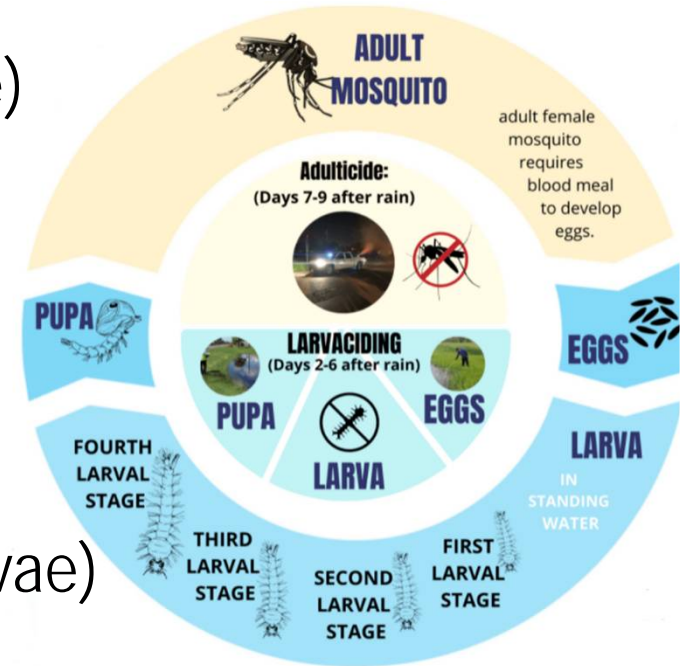 e)
ADULT
MOSQUITO
adult female
mosquito
requires
blood meal
to develop
eggs.
Adulticide:
(Days 7-9 after rain)
PUPA
EGGS
LARVACIDING
(Days 2-6 after rain)
PUPA
LARVA
EGGS
LARVA
IN
STANDING
WATER
FOURTH
LARVAL
STAGE
THIRD
LARVAL
STAGE
SECOND
LARVAL
STAGE
FIRST
LARVAL
STAGE
vae)